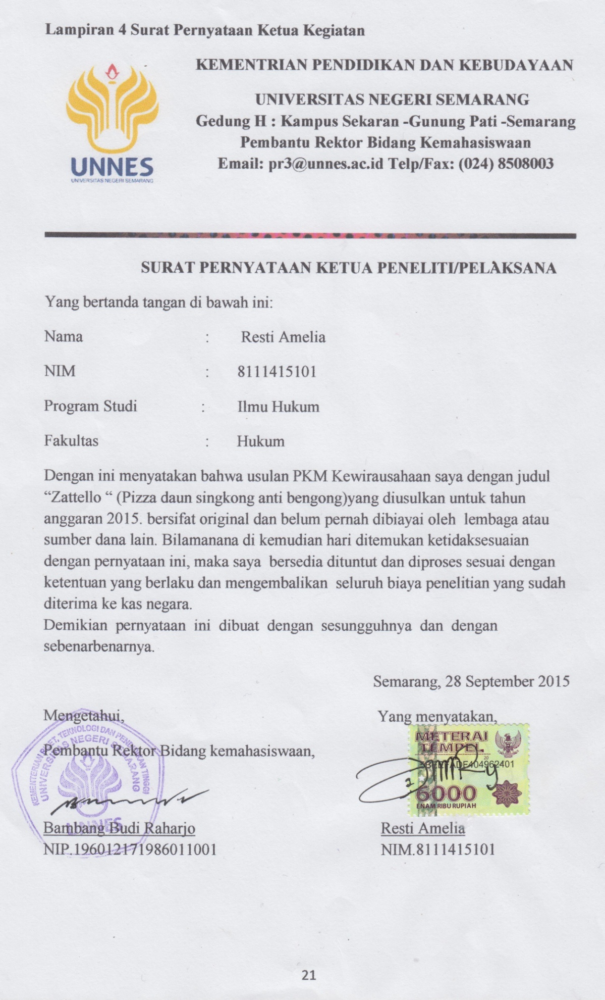 Lampiran 4 Surat Pernyataan Ketua Kegiatan
KEMENTRIAN PENDIDIKAN DAN KEBUDAYAAN
UNIVERSITAS NEGERI SEMARANG
Gedung H : Kampus Sekaran -Gunung Pati -Semarang
Pembantu Rektor Bidang Kemahasiswaan
Email: pr3@unnes.ac.id Telp/Fax: (024) 8508003
UNNES
UNIVERSITAS NEGERI SEMARANG
SURAT PERNYATAAN KETUA PENELITI/PELAKSANA
Yang bertanda tangan di bawah ini:
Nama : Resti Amelia
NIM : 8111415101
Program Studi : Ilmu Hukum
Fakultas : Hukum
Dengan ini menyatakan bahwa usulan PKM Kewirausahaan saya dengan judul
“Zattello “ (Pizza daun singkong anti bengong)yang diusulkan untuk tahun
anggaran 2015. bersifat original dan belum pernah dibiayai oleh lembaga atau
sumber dana lain. Bilamanana di kemudian hari ditemukan ketidaksesuaian
dengan pernyataan ini, maka saya bersedia dituntut dan diproses sesuai dengan
ketentuan yang berlaku dan mengembalikan seluruh biaya penelitian yang sudah
diterima ke kas negara.
Demikian pernyataan ini dibuat dengan sesungguhnya dan dengan
sebenarbenarnya.
Semarang, 28 September 2015
Mengetahui,
Yang menyatakan,
Pembantu Rektor Bidang kemahasiswaan,
KEMENTERIAN RISET, TEKNOLOGI DAN PENDIDIKAN TINGGI
UNIVERSITAS NEGERI SEMARANG
UNNES
METERAI
TEMPEL
20
6000
ENAM RIBU RUPIAH
Bambang Budi Raharjo
NIP.196012171986011001
Resti Amelia
NIM.8111415101
21